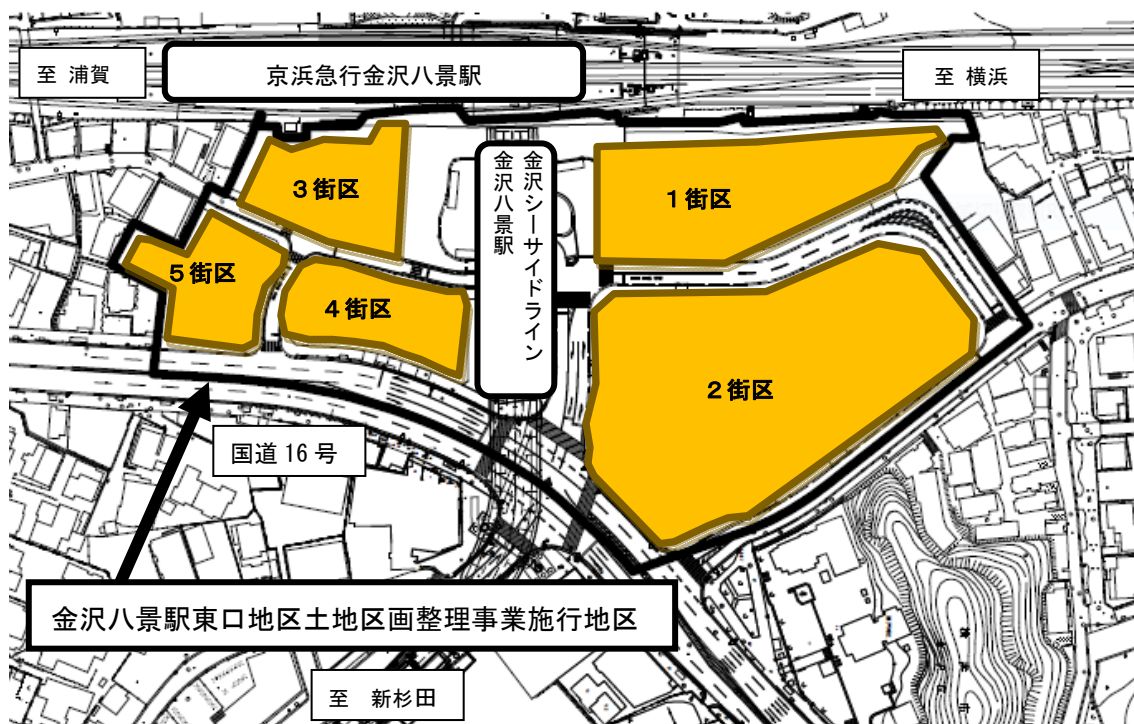 至 浦賀
京浜急行金沢八景駅
至 横浜
金沢シーサイドライン
金沢八景駅
3街区
1街区
5街区
4街区
2街区
国道 16 号
金沢八景駅東口地区土地区画整理事業施行地区
至 新杉田